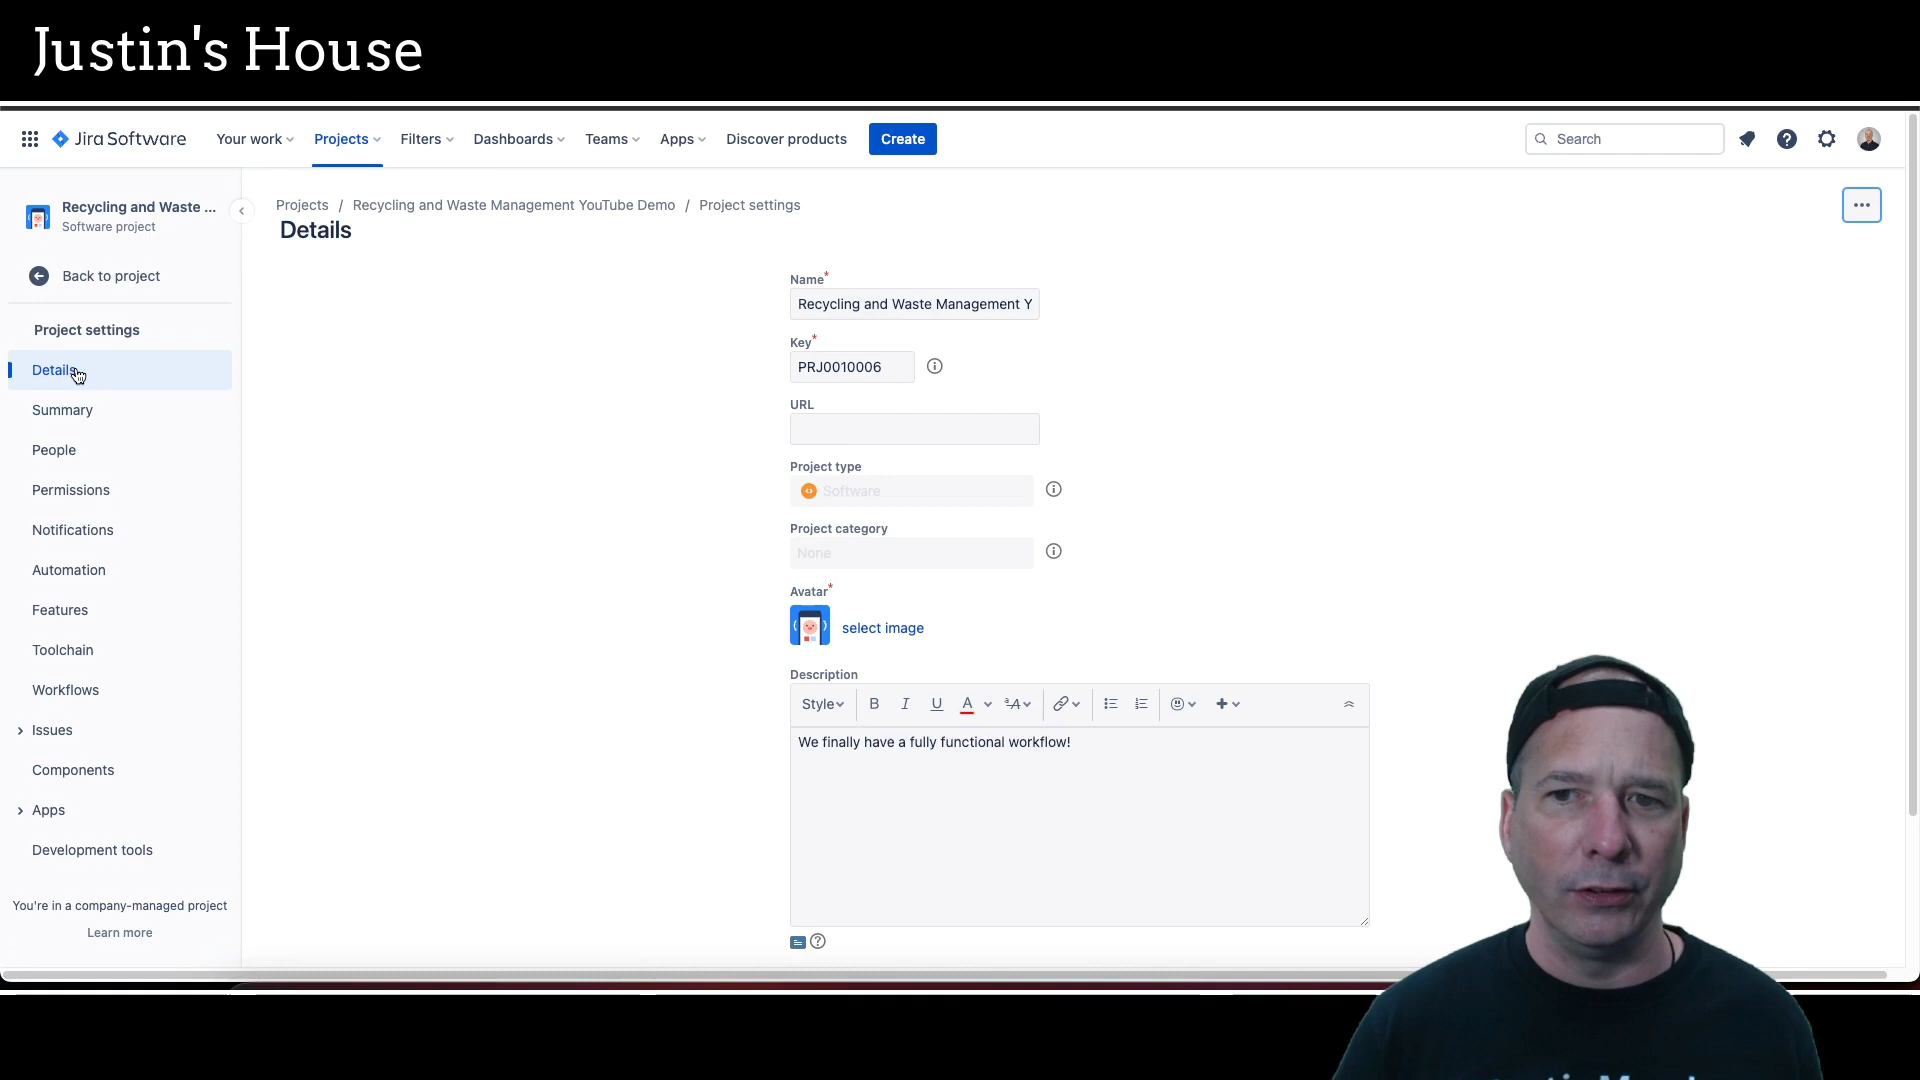 Justin's House
Jira Software
Your work
Projects
Filters
Dashboards
Teams
Apps
Discover products
Create
Search
Recycling and Waste ...
Software project
Back to project
Project settings
Details
Summary
People
Permissions
Notifications
Automation
Features
Toolchain
Workflows
Issues
Components
Apps
Development tools
You're in a company-managed project
Learn more
Projects / Recycling and Waste Management YouTube Demo / Project settings
Details
Name*
Recycling and Waste Management Y
Key*
PRJ0010006
URL
Project type
Software
Project category
None
Avatar*
select image
Description
Style B I U A A
We finally have a fully functional workflow!